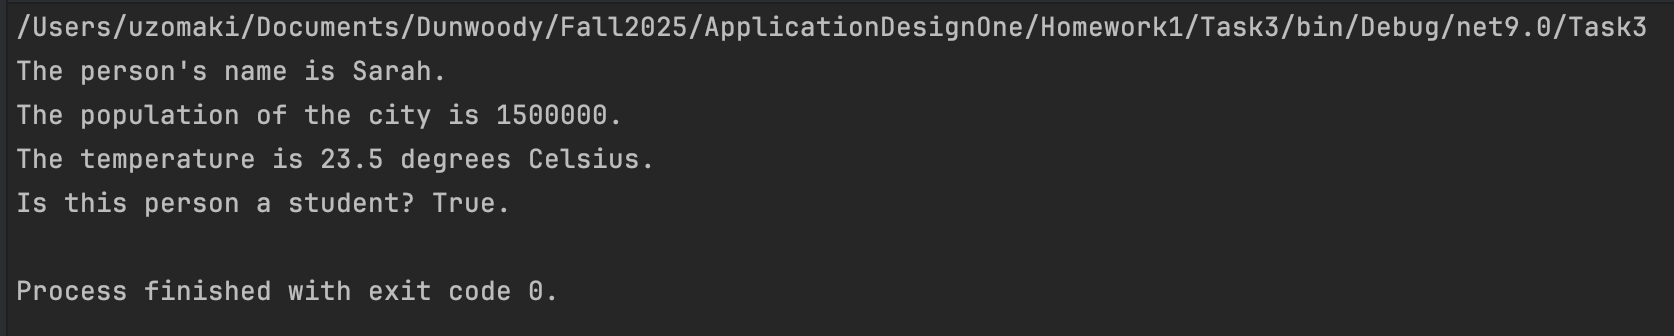 /Users/uzomaki/Documents/Dunwoody/Fall2025/ApplicationDesignOne/Homework1/Task3/bin/Debug/net9.0/Task3
The person's name is Sarah.
The population of the city is 1500000.
The temperature is 23.5 degrees Celsius.
Is this person a student? True.
Process finished with exit code 0.